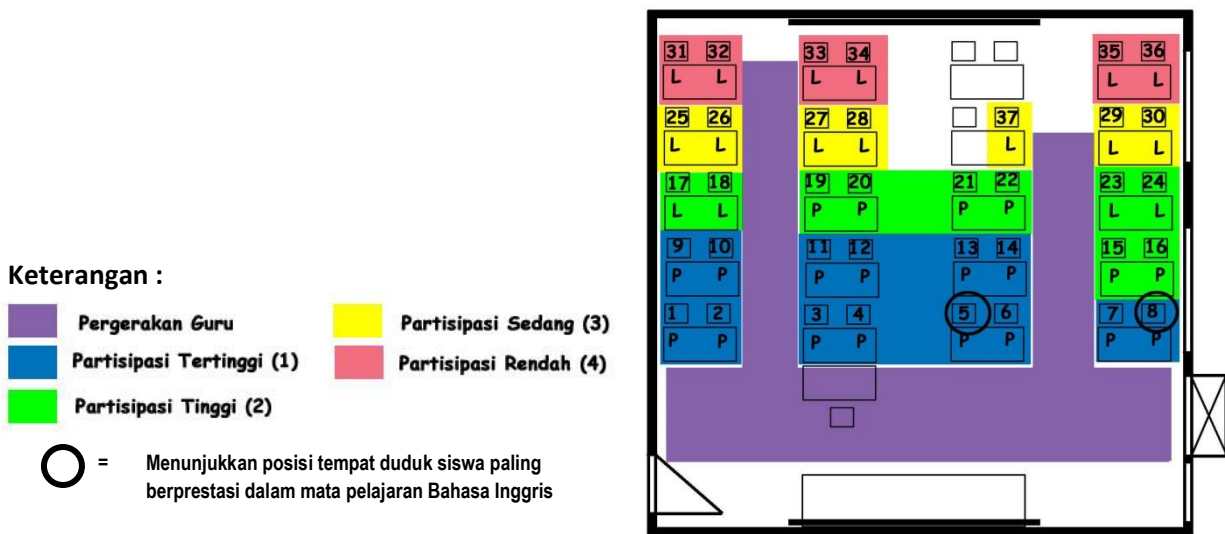 31 32 33 34 35 36
L L L L L L
25 26 27 28 37 29 30
L L L L L L L
17 18 19 20 21 22 23 24
L L P P P P L L
9 10 11 12 13 14 15 16
P P P P P P P P
1 2 3 4 5 6 7 8
P P P P P P P P
Keterangan :
Pergerakan Guru
Partisipasi Sedang (3)
Partisipasi Tertinggi (1)
Partisipasi Rendah (4)
Partisipasi Tinggi (2)
= Menunjukkan posisi tempat duduk siswa paling
berprestasi dalam mata pelajaran Bahasa Inggris